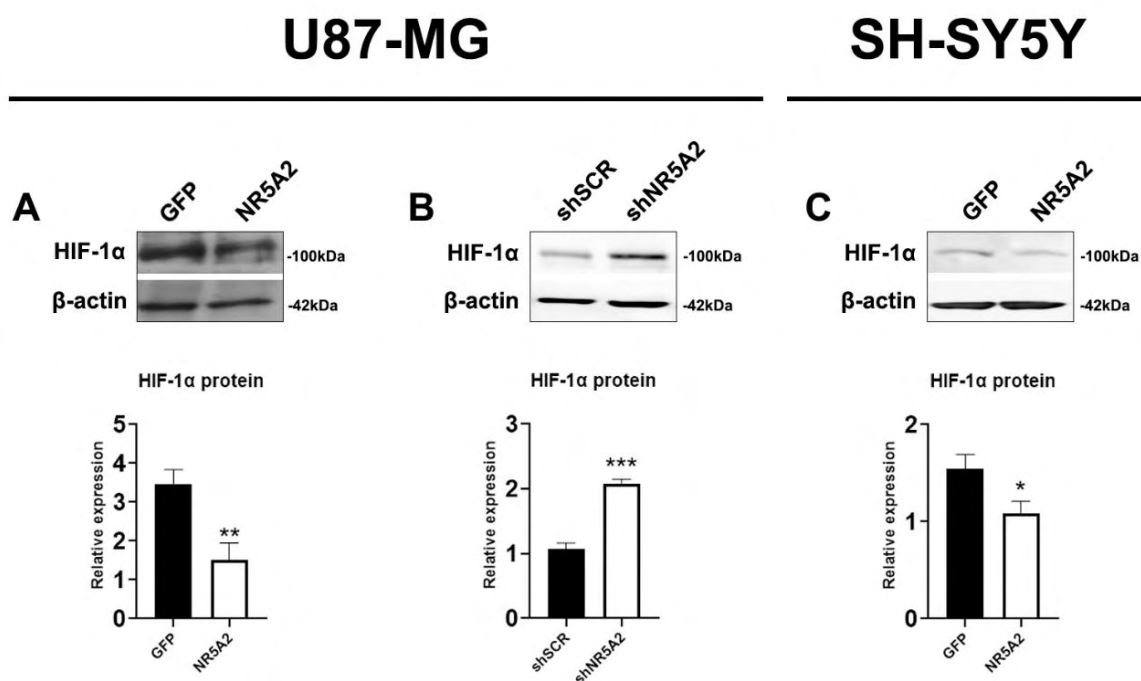 U87-MG
SH-SY5Y
A
GFP
NR5A2
HIF-1α
-100kDa
β-actin
-42kDa
HIF-1α protein
Relative expression
5
4
3
2
1
0
**
GFP
NR5A2
B
shSCR
shNR5A2
HIF-1α
-100kDa
β-actin
-42kDa
HIF-1α protein
Relative expression
3
2
1
0
***
shSCR
shNR5A2
C
GFP
NR5A2
HIF-1α
-100kDa
β-actin
-42kDa
HIF-1α protein
Relative expression
2
1
0
*
GFP
NR5A2